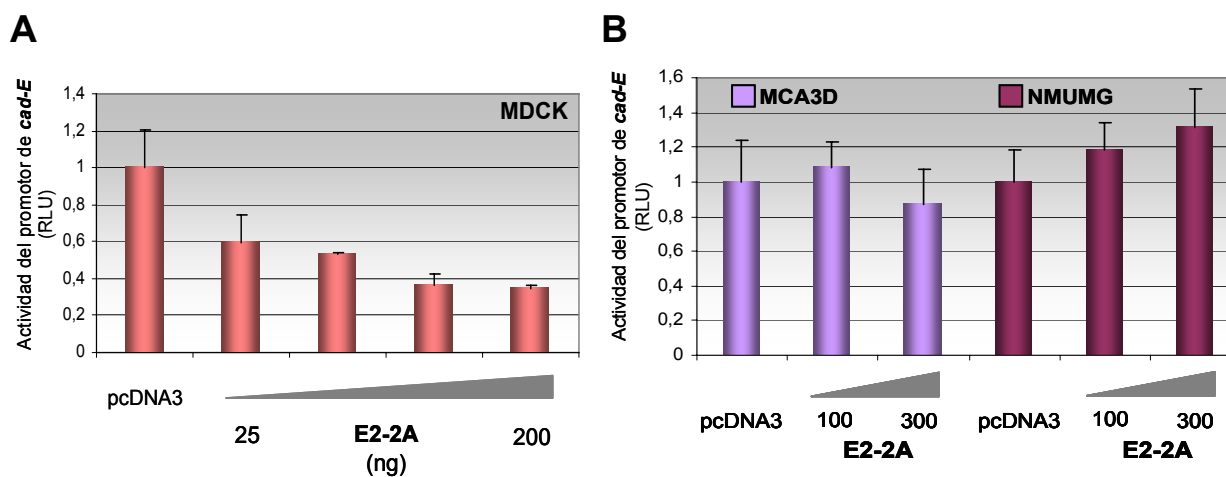 A
Actividad del promotor de cad-E
(RLU)
1,4
1,2
1
0,8
0,6
0,4
0,2
0
MDCK
pcDNA3
25
E2-2A
200
(ng)
B
Actividad del promotor de cad-E
(RLU)
1,6
1,4
1,2
1
0,8
0,6
0,4
0,2
0
MCA3D
NMUMG
pcDNA3
100
300
pcDNA3
100
300
E2-2A
E2-2A